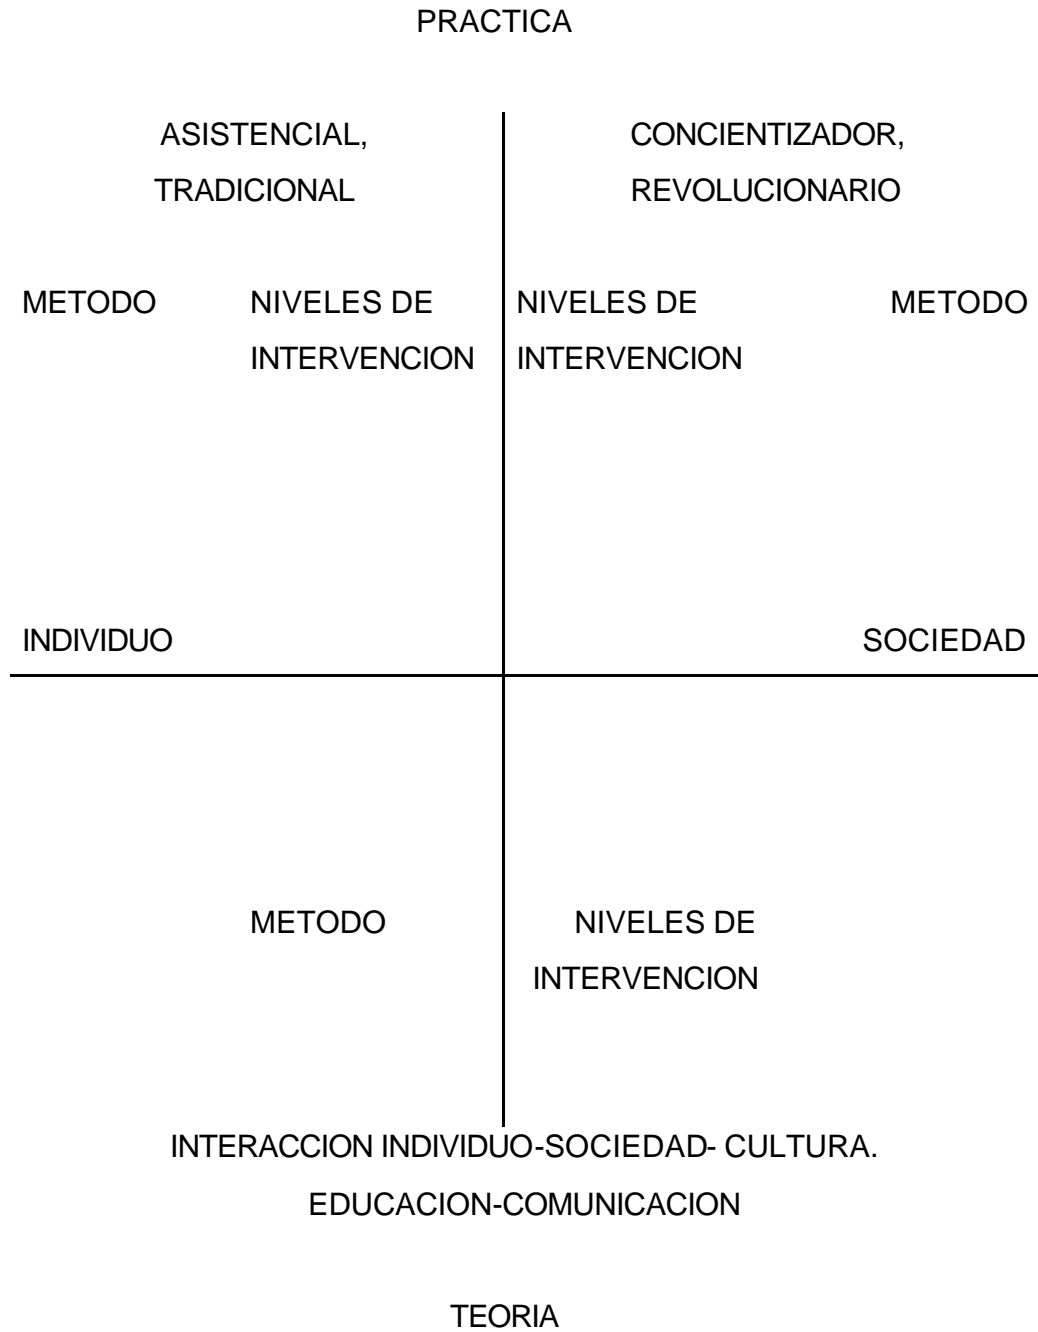 PRACTICA
ASISTENCIAL, CONCIENTIZADOR,
TRADICIONAL REVOLUCIONARIO
METODO NIVELES DE NIVELES DE METODO
INTERVENCION INTERVENCION
INDIVIDUO SOCIEDAD
METODO NIVELES DE
INTERVENCION
INTERACCION INDIVIDUO-SOCIEDAD- CULTURA.
EDUCACION-COMUNICACION
TEORIA